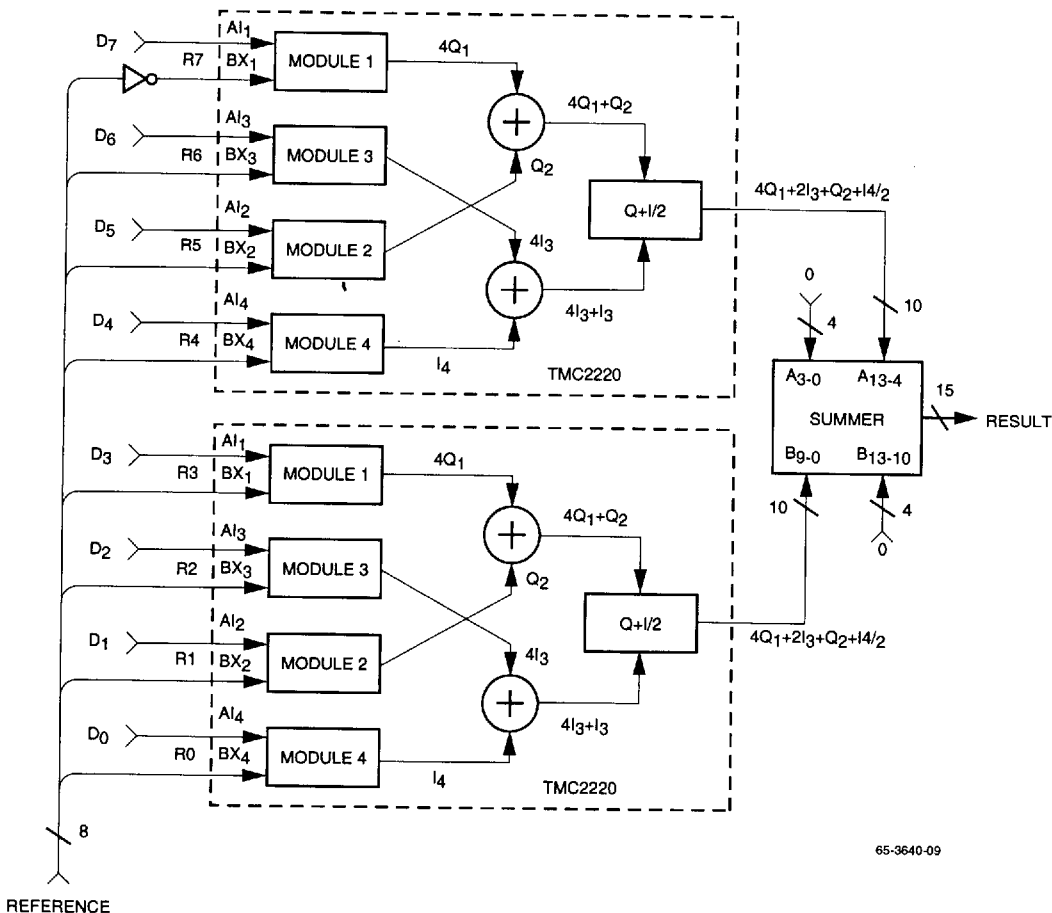 D7
AI1
R7 BX1
MODULE 1
4Q1
4Q1+Q2
D6
AI3
R6 BX3
MODULE 3
Q2
Q+I/2
4Q1+2I3+Q2+I4/2
D5
AI2
R5 BX2
MODULE 2
4I3
4I3+I3
D4
AI4
R4 BX4
MODULE 4
I4
TMC2220
0
4
10
A3-0 A13-4
SUMMER
B9-0 B13-10
15
RESULT
10
4
0
D3
AI1
R3 BX1
MODULE 1
4Q1
4Q1+Q2
D2
AI3
R2 BX3
MODULE 3
Q2
Q+I/2
4Q1+2I3+Q2+I4/2
D1
AI2
R1 BX2
MODULE 2
4I3
4I3+I3
D0
AI4
R0 BX4
MODULE 4
I4
TMC2220
8
REFERENCE
65-3640-09